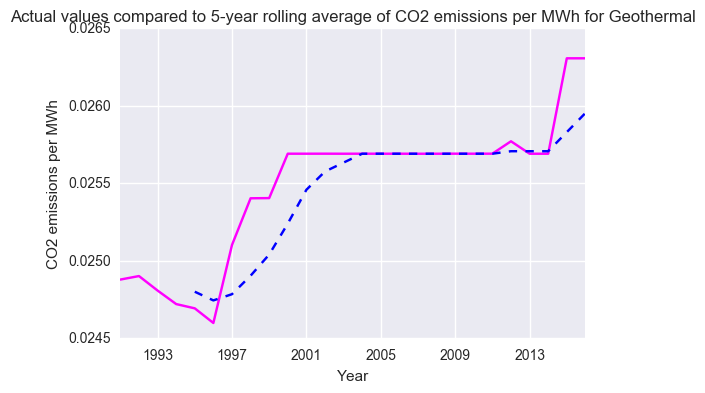 Actual values compared to 5-year rolling average of CO2 emissions per MWh for Geothermal
0.0265
0.0260
0.0255
0.0250
0.0245
CO2 emissions per MWh
1993 1997 2001 2005 2009 2013
Year